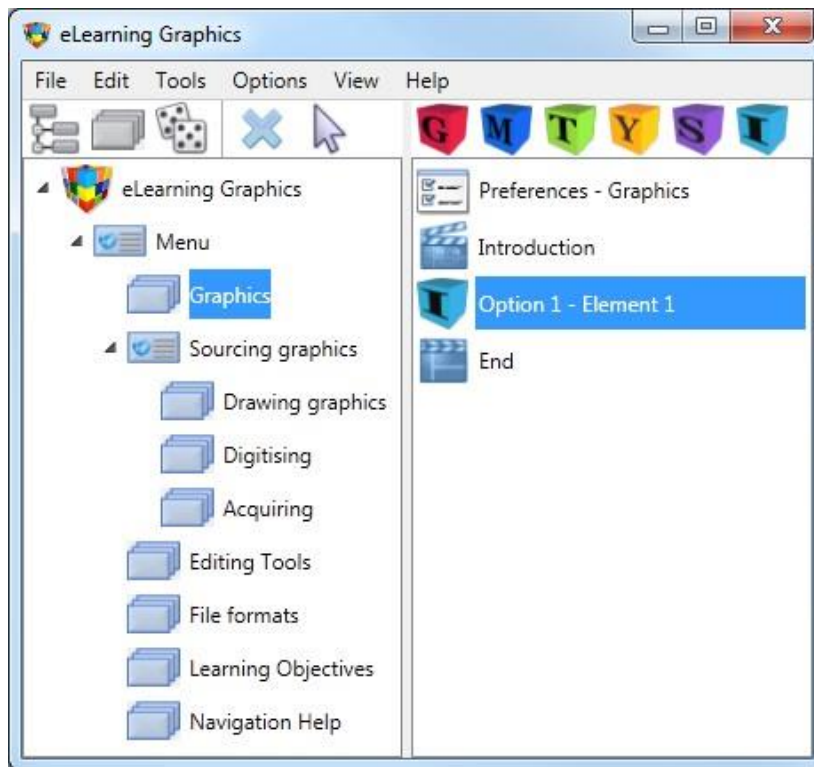 eLearning Graphics
File Edit Tools Options View Help
G M T Y S I
eLearning Graphics
Menu
Graphics
Sourcing graphics
Drawing graphics
Digitising
Acquiring
Editing Tools
File formats
Learning Objectives
Navigation Help
Preferences - Graphics
Introduction
I Option 1 - Element 1
End